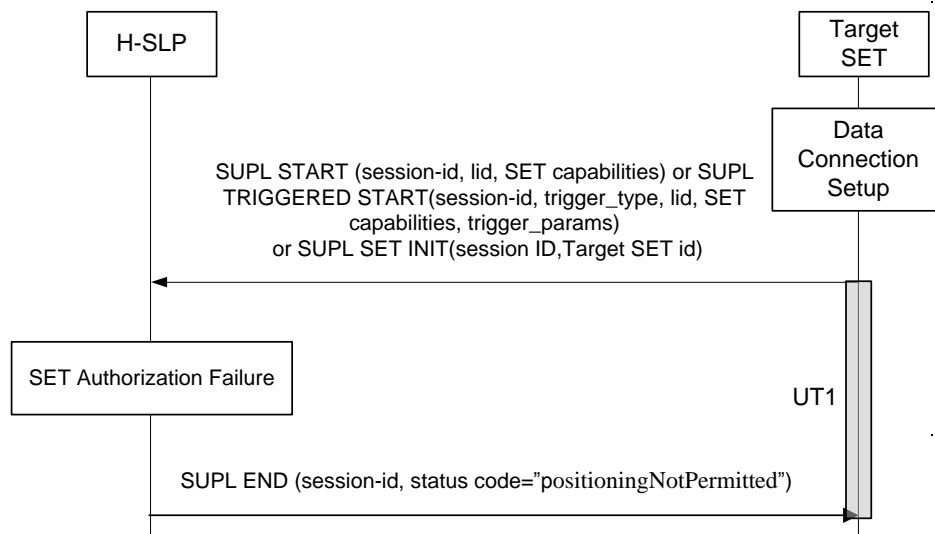 H-SLP
Target
SET
Data
Connection
Setup
SUPL START (session-id, lid, SET capabilities) or SUPL
TRIGGERED START(session-id, trigger_type, lid, SET
capabilities, trigger_params)
or SUPL SET INIT(session ID,Target SET id)
SET Authorization Failure
UT1
SUPL END (session-id, status code=”positioningNotPermitted”)